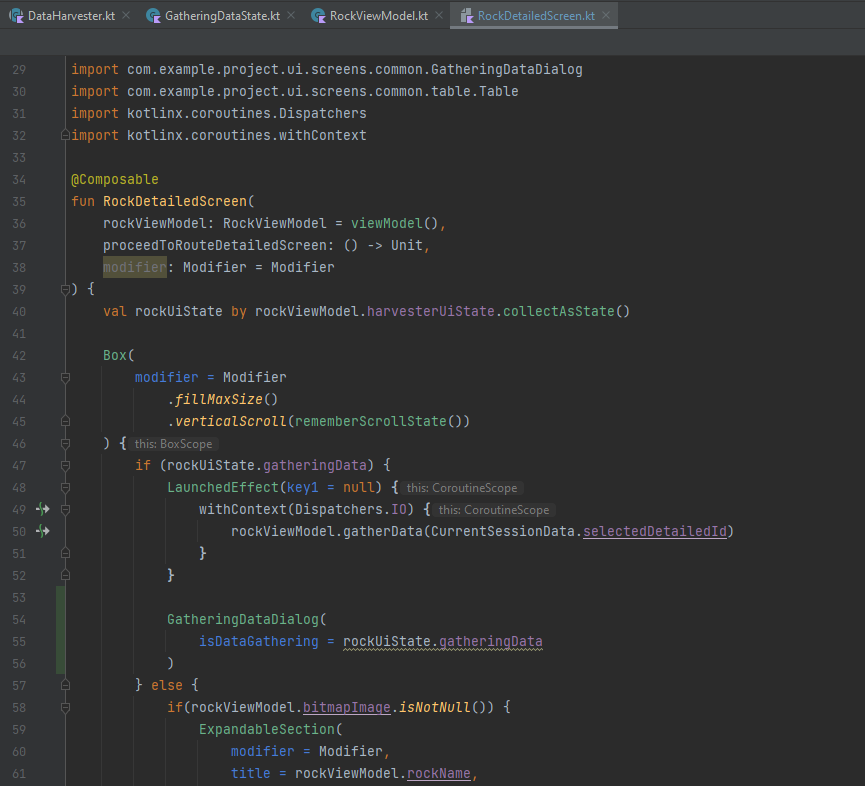 DataHarvester.kt GatheringDataState.kt RockViewModel.kt RockDetailedScreen.kt
29 import com.example.project.ui.screens.common.GatheringDataDialog
30 import com.example.project.ui.screens.common.table.Table
31 import kotlinx.coroutines.Dispatchers
32 import kotlinx.coroutines.withContext
33
34 @Composable
35 fun RockDetailedScreen(
36 rockViewModel: RockViewModel = viewModel(),
37 proceedToRouteDetailedScreen: () -> Unit,
38 modifier: Modifier = Modifier
39 ) {
40 val rockUiState by rockViewModel.harvesterUiState.collectAsState()
41
42 Box(
43 modifier = Modifier
44 .fillMaxSize()
45 .verticalScroll(rememberScrollState())
46 ) { this: BoxScope
47 if (rockUiState.gatheringData) {
48 LaunchedEffect(key1 = null) { this: CoroutineScope
49 withContext(Dispatchers.IO) { this: CoroutineScope
50 rockViewModel.gatherData(CurrentSessionData.selectedDetailedId)
51 }
52 }
53
54 GatheringDataDialog(
55 isDataGathering = rockUiState.gatheringData
56 )
57 } else {
58 if(rockViewModel.bitmapImage.isNotNull()) {
59 ExpandableSection(
60 modifier = Modifier,
61 title = rockViewModel.rockName,